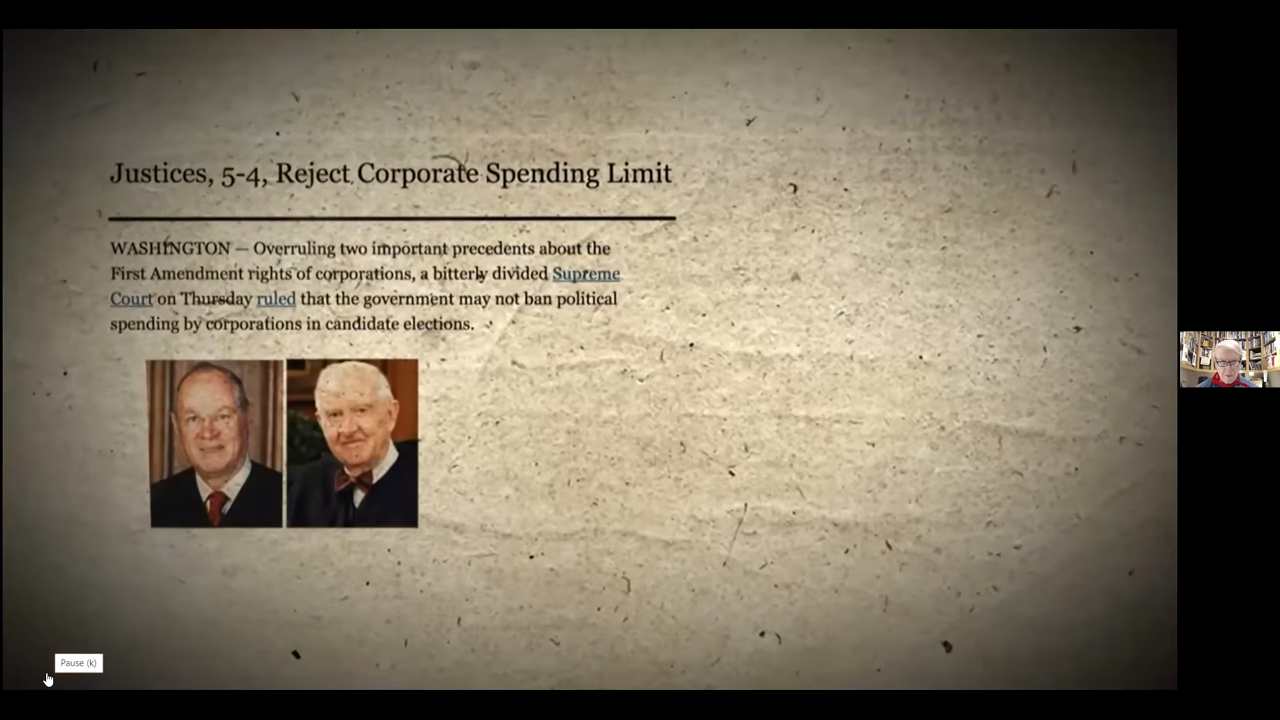 Justices, 5-4, Reject Corporate Spending Limit
WASHINGTON — Overruling two important precedents about the
First Amendment rights of corporations, a bitterly divided Supreme
Court on Thursday ruled that the government may not ban political
spending by corporations in candidate elections.
Pause (k)